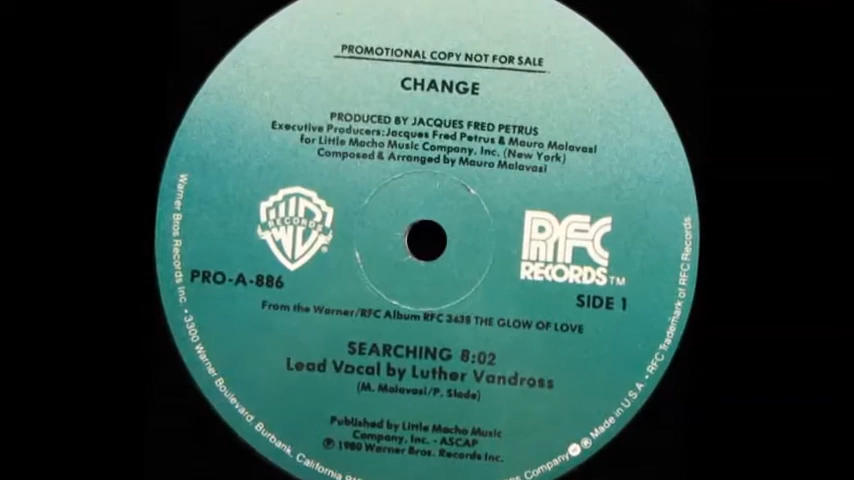 PROMOTIONAL COPY NOT FOR SALE
CHANGE
PRODUCED BY JACQUES FRED PETRUS
Executive Producers: Jacques Fred Petrus & Mauro Malavasi
for Little Macho Music Company, Inc. (New York)
Composed & Arranged by Mauro Malavasi
WB RECORDS ®
RFC
RECORDS TM
PRO-A-886
SIDE 1
From the Warner/RFC Album RFC 3438 THE GLOW OF LOVE
SEARCHING 8:02
Lead Vocal by Luther Vandross
(M. Malavasi/P. Slade)
Published by Little Macho Music
Company, Inc. - ASCAP
℗ 1980 Warner Bros. Records Inc.
Warner Bros. Records Inc. • 3300 Warner Boulevard, Burbank, California
Company • Made in U.S.A. • RFC Trademark of RFC Records.